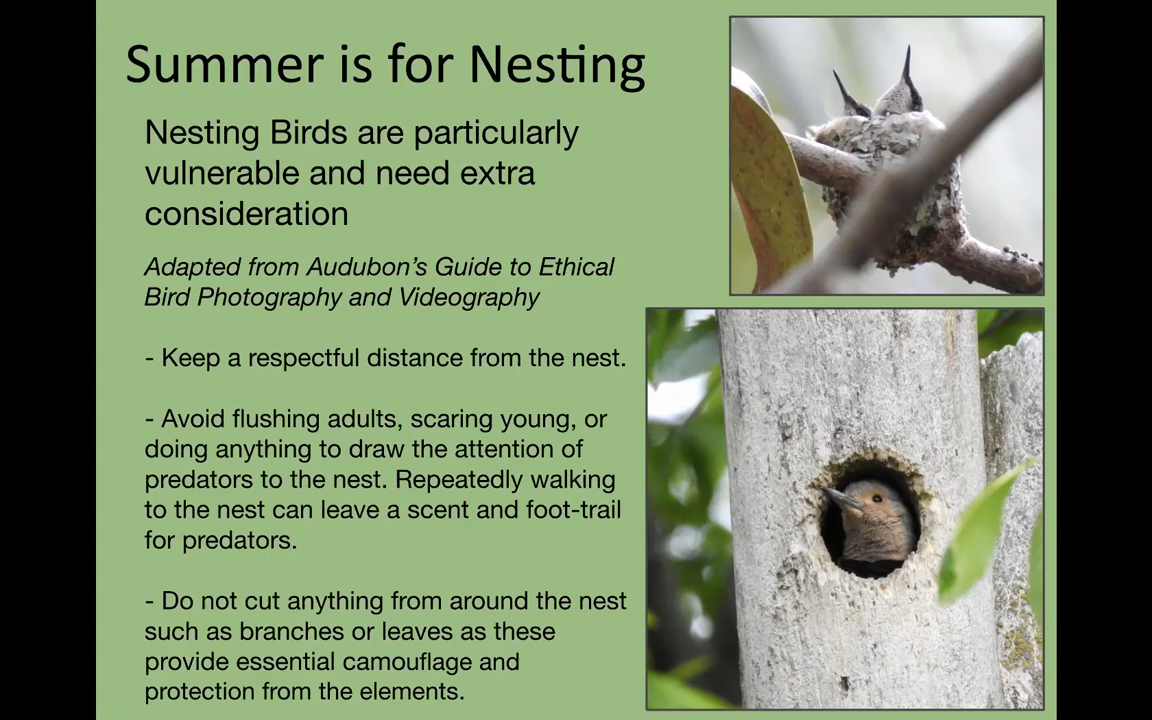 Summer is for Nesting
Nesting Birds are particularly
vulnerable and need extra
consideration
Adapted from Audubon’s Guide to Ethical
Bird Photography and Videography
- Keep a respectful distance from the nest.
- Avoid flushing adults, scaring young, or
doing anything to draw the attention of
predators to the nest. Repeatedly walking
to the nest can leave a scent and foot-trail
for predators.
- Do not cut anything from around the nest
such as branches or leaves as these
provide essential camouflage and
protection from the elements.